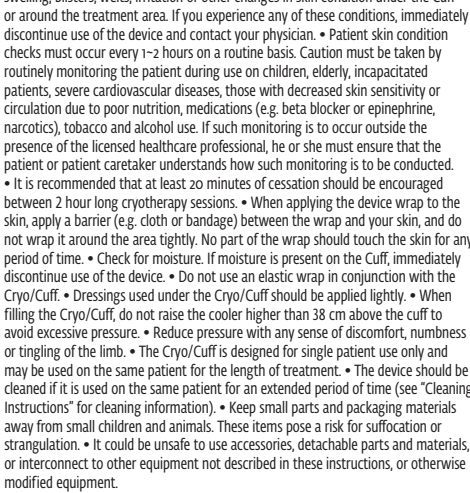 swelling, blisters, welts, irritation or other changes in skin condition under the Cuff
or around the treatment area. If you experience any of these conditions, immediately
discontinue use of the device and contact your physician. • Patient skin condition
checks must occur every 1~2 hours on a routine basis. Caution must be taken by
routinely monitoring the patient during use on children, elderly, incapacitated
patients, severe cardiovascular diseases, those with decreased skin sensitivity or
circulation due to poor nutrition, medications (e.g. beta blocker or epinephrine,
narcotics), tobacco and alcohol use. If such monitoring is to occur outside the
presence of the licensed healthcare professional, he or she must ensure that the
patient or patient caretaker understands how such monitoring is to be conducted.
• It is recommended that at least 20 minutes of cessation should be encouraged
between 2 hour long cryotherapy sessions. • When applying the device wrap to the
skin, apply a barrier (e.g. cloth or bandage) between the wrap and your skin, and do
not wrap it around the area tightly. No part of the wrap should touch the skin for any
period of time. • Check for moisture. If moisture is present on the Cuff, immediately
discontinue use of the device. • Do not use an elastic wrap in conjunction with the
Cryo/Cuff. • Dressings used under the Cryo/Cuff should be applied lightly. • When
filling the Cryo/Cuff, do not raise the cooler higher than 38 cm above the cuff to
avoid excessive pressure. • Reduce pressure with any sense of discomfort, numbness
or tingling of the limb. • The Cryo/Cuff is designed for single patient use only and
may be used on the same patient for the length of treatment. • The device should be
cleaned if it is used on the same patient for an extended period of time (see "Cleaning
Instructions" for cleaning information). • Keep small parts and packaging materials
away from small children and animals. These items pose a risk for suffocation or
strangulation. • It could be unsafe to use accessories, detachable parts and materials,
or interconnect to other equipment not described in these instructions, or otherwise
modified equipment.